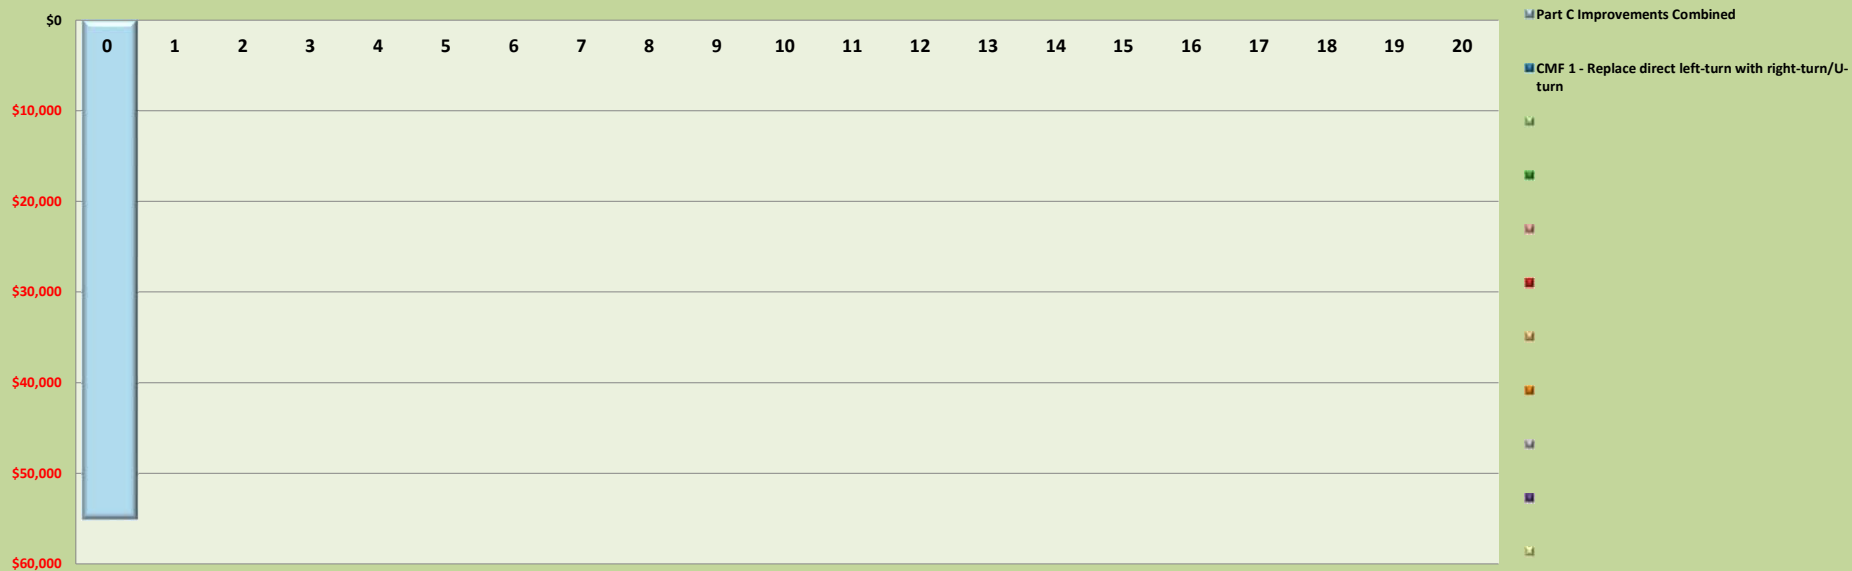 $0
0 1 2 3 4 5 6 7 8 9 10 11 12 13 14 15 16 17 18 19 20
$10,000
$20,000
$30,000
$40,000
$50,000
$60,000
Part C Improvements Combined
CMF 1 - Replace direct left-turn with right-turn/U-
turn